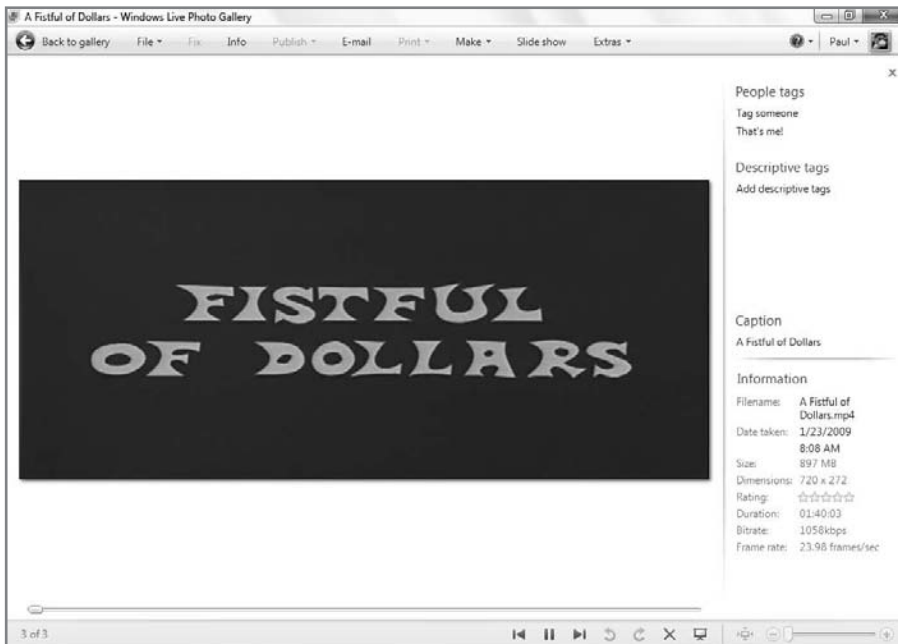 A Fistful of Dollars - Windows Live Photo Gallery
Back to gallery File Fix Info Publish E-mail Print Make Slide show Extras Paul
People tags
Tag someone
That's me!
Descriptive tags
Add descriptive tags
FISTFUL
OF DOLLARS
Caption
A Fistful of Dollars
Information
Filename: A Fistful of
Dollars.mp4
Date taken: 1/23/2009
8:08 AM
Size: 897 MB
Dimensions: 720 x 272
Rating:
Duration: 01:40:03
Bitrate: 1058kbps
Frame rate: 23.98 frames/sec
3 of 3